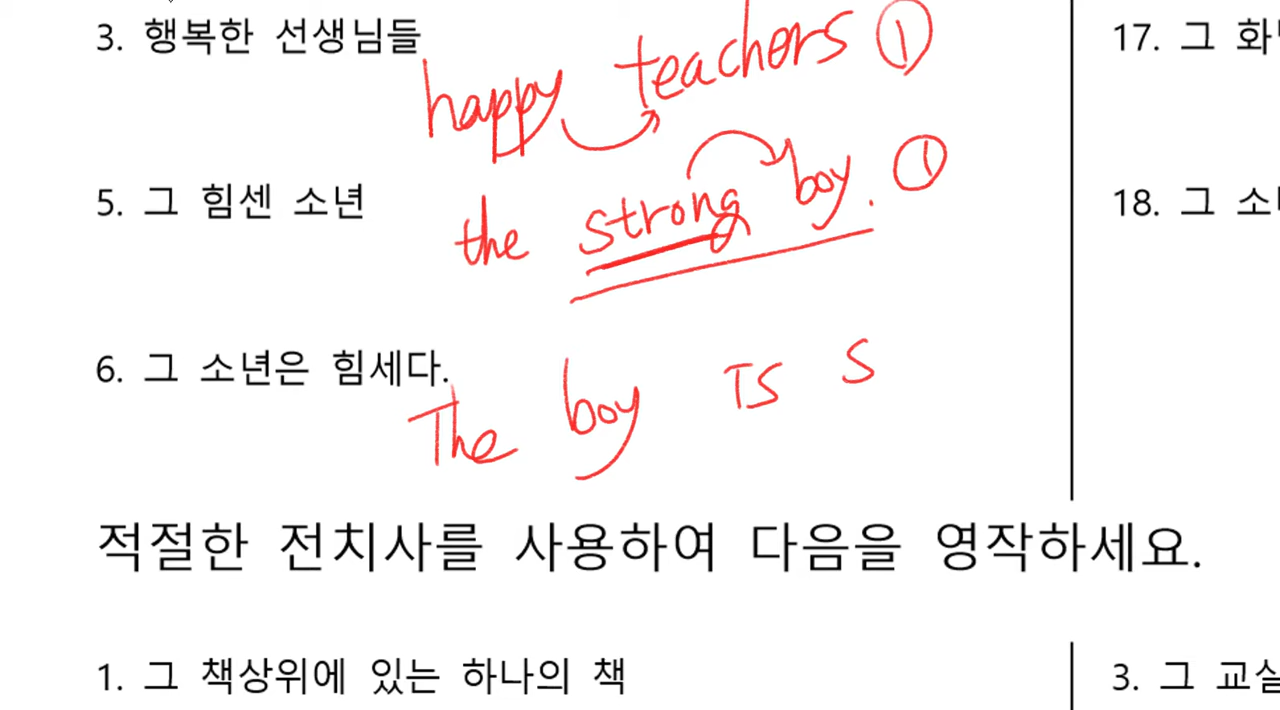 3. 행복한 선생님들
happy teachers ①
5. 그 힘센 소년
the strong boy. ①
6. 그 소년은 힘세다.
The boy is s
적절한 전치사를 사용하여 다음을 영작하세요.
1. 그 책상위에 있는 하나의 책
17. 그 화
18. 그 소
3. 그 교실